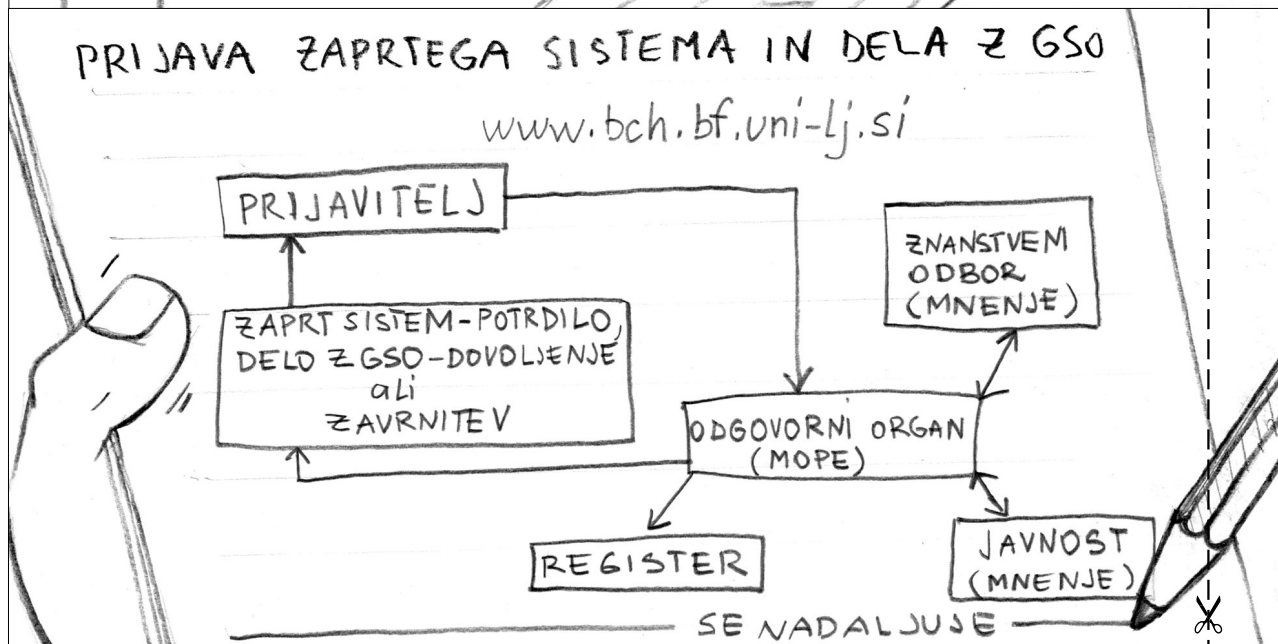 PRIJAVA ZAPRTEGA SISTEMA IN DELA Z GSO
www.bch.bf.uni-lj.si
PRIJAVITELJ
ZNANSTVENI
ODBOR
(MNENJE)
ZAPRT SISTEM-POTRDILO,
DELO Z GSO-DOVOLJENJE
ali
ZAVRNITEV
ODGOVORNI ORGAN
(MOPE)
REGISTER
JAVNOST
(MNENJE)
SE NADALJUJE